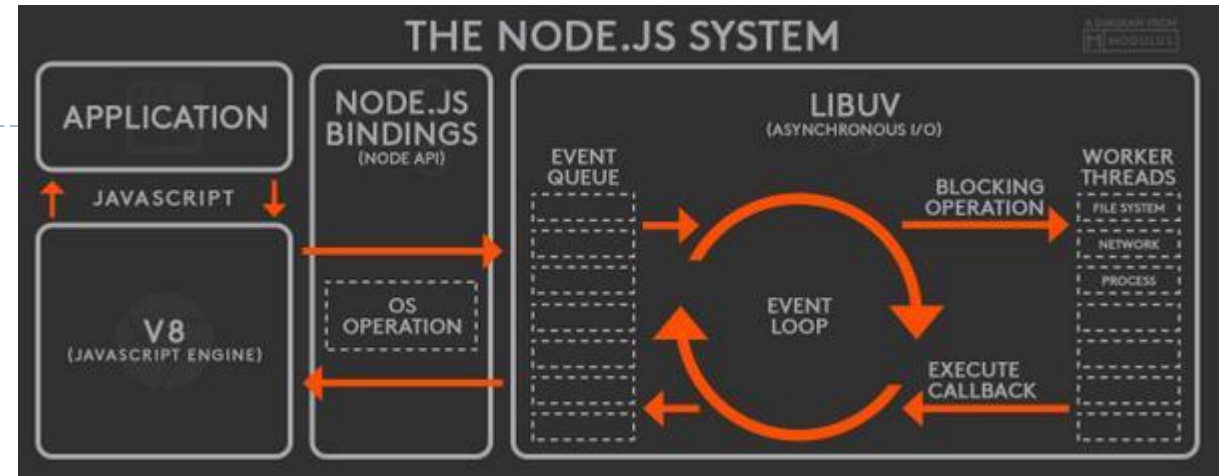 THE NODE.JS SYSTEM
A DIAGRAM FROM
MODULUS
APPLICATION
JAVASCRIPT
V8
(JAVASCRIPT ENGINE)
NODE.JS
BINDINGS
(NODE API)
OS
OPERATION
LIBUV
(ASYNCHRONOUS I/O)
EVENT
QUEUE
EVENT
LOOP
BLOCKING
OPERATION
EXECUTE
CALLBACK
WORKER
THREADS
FILE SYSTEM
NETWORK
PROCESS